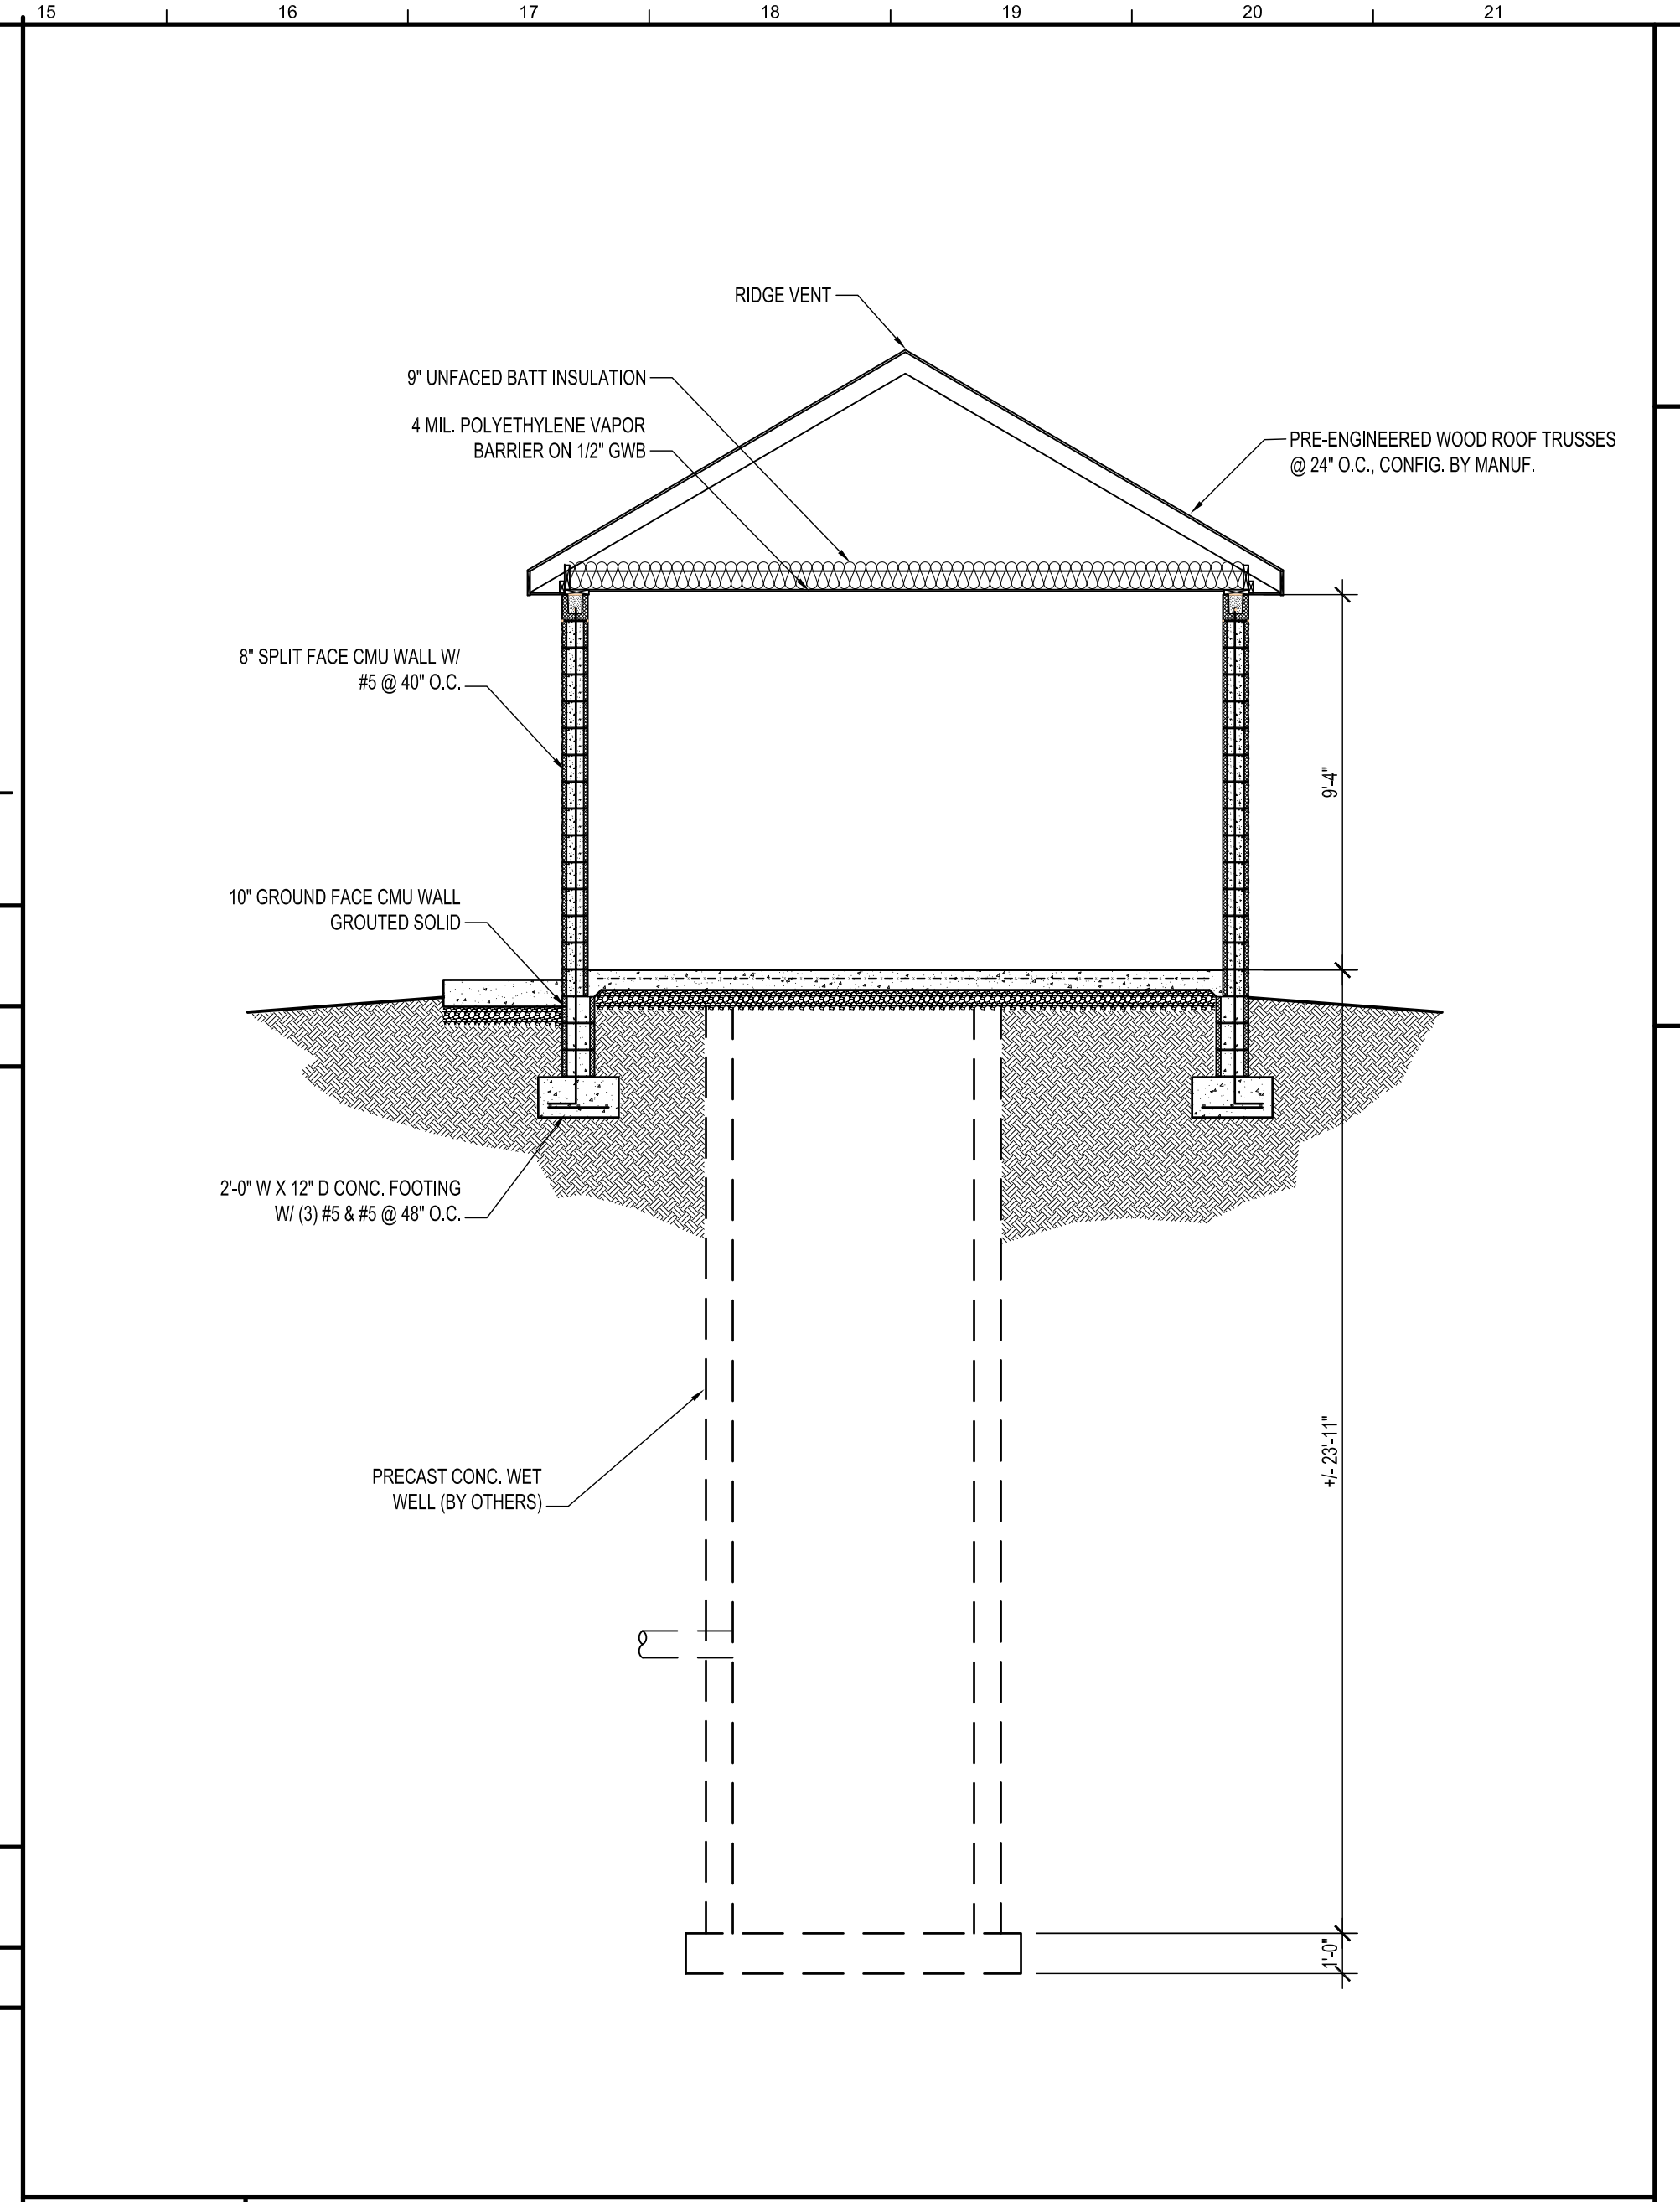 15 16 17 18 19 20 21
RIDGE VENT
9" UNFACED BATT INSULATION
4 MIL. POLYETHYLENE VAPOR
BARRIER ON 1/2" GWB
PRE-ENGINEERED WOOD ROOF TRUSSES
@ 24" O.C., CONFIG. BY MANUF.
8" SPLIT FACE CMU WALL W/
#5 @ 40" O.C.
9'-4"
10" GROUND FACE CMU WALL
GROUTED SOLID
2'-0" W X 12" D CONC. FOOTING
W/ (3) #5 & #5 @ 48" O.C.
+/- 23'-11"
PRECAST CONC. WET
WELL (BY OTHERS)
1'-0"